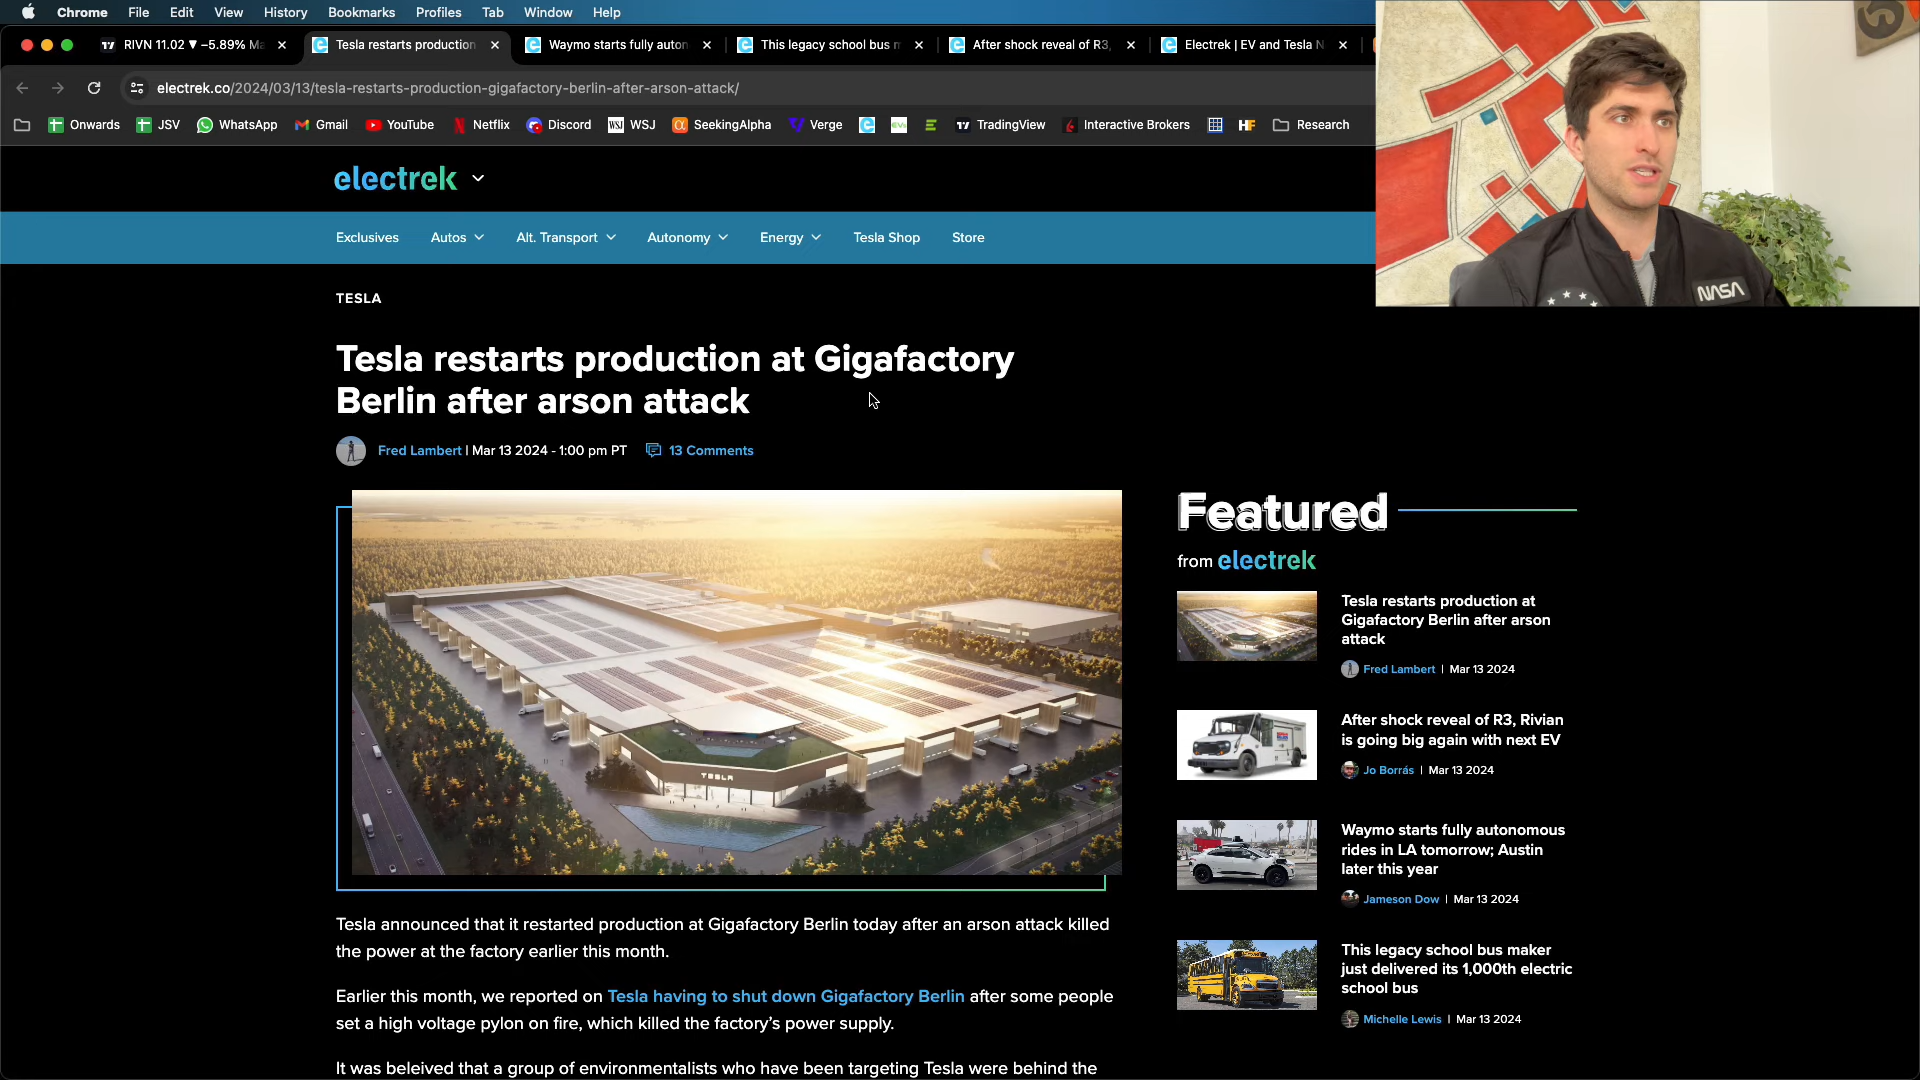 Chrome File Edit View History Bookmarks Profiles Tab Window Help
RIVN 11.02 ▼ −5.89% Ma
Tesla restarts production
Waymo starts fully auton
This legacy school bus m
After shock reveal of R3,
Electrek | EV and Tesla N
electrek.co/2024/03/13/tesla-restarts-production-gigafactory-berlin-after-arson-attack/
Onwards JSV WhatsApp Gmail YouTube Netflix Discord WSJ WSJ SeekingAlpha Verge TradingView Interactive Brokers HF Research
electrek
Exclusives Autos Alt. Transport Autonomy Energy Tesla Shop Store
NASA
TESLA
Tesla restarts production at Gigafactory
Berlin after arson attack
Fred Lambert | Mar 13 2024 - 1:00 pm PT 13 Comments
TESLA
Tesla announced that it restarted production at Gigafactory Berlin today after an arson attack killed
the power at the factory earlier this month.
Earlier this month, we reported on Tesla having to shut down Gigafactory Berlin after some people
set a high voltage pylon on fire, which killed the factory's power supply.
It was beleived that a group of environmentalists who have been targeting Tesla were behind the
Featured
from electrek
Tesla restarts production at
Gigafactory Berlin after arson
attack
Fred Lambert | Mar 13 2024
After shock reveal of R3, Rivian
is going big again with next EV
Jo Borrás | Mar 13 2024
Waymo starts fully autonomous
rides in LA tomorrow; Austin
later this year
Jameson Dow | Mar 13 2024
This legacy school bus maker
just delivered its 1,000th electric
school bus
Michelle Lewis | Mar 13 2024